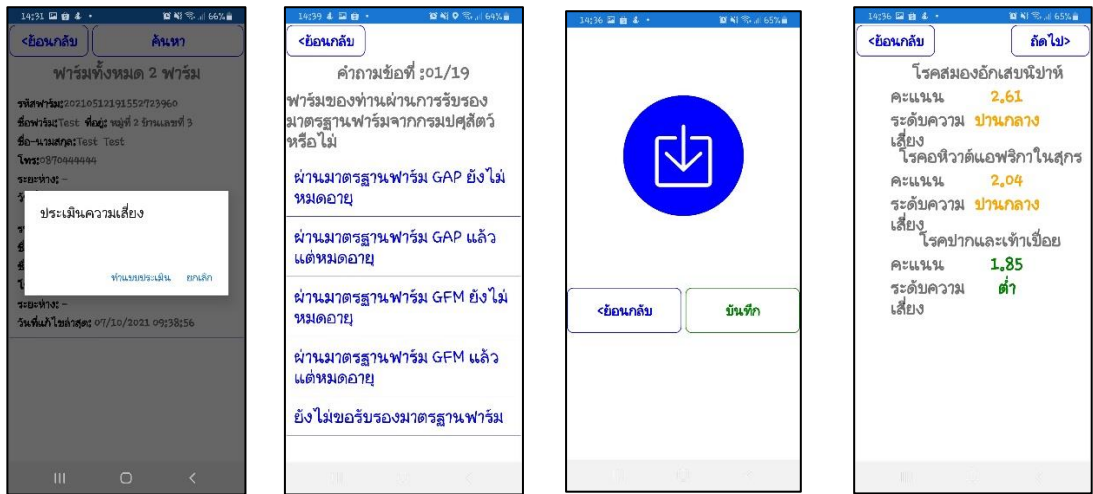 14:31
66%
<ย้อนกลับ
ค้นหา
ฟาร์มทั้งหมด 2 ฟาร์ม
รหัสฟาร์ม:20210512191552723960
ชื่อฟาร์ม:Test ที่อยู่: หมู่ที่ 2 บ้านเลขที่ 3
ชื่อ-นามสกุล:Test Test
โทร:0870444444
ระยะห่าง: -
ประเมินความเสี่ยง
ทำแบบประเมิน ยกเลิก
ระยะห่าง: -
วันที่แก้ไขล่าสุด: 07/10/2021 09:38:56
14:39
64%
<ย้อนกลับ
คำถามข้อที่ :01/19
ฟาร์มของท่านผ่านการรับรอง
มาตรฐานฟาร์มจากกรมปศุสัตว์
หรือไม่
ผ่านมาตรฐานฟาร์ม GAP ยังไม่
หมดอายุ
ผ่านมาตรฐานฟาร์ม GAP แล้ว
แต่หมดอายุ
ผ่านมาตรฐานฟาร์ม GFM ยังไม่
หมดอายุ
ผ่านมาตรฐานฟาร์ม GFM แล้ว
แต่หมดอายุ
ยังไม่ขอรับรองมาตรฐานฟาร์ม
14:36
65%
<ย้อนกลับ
บันทึก
14:36
65%
<ย้อนกลับ
ถัดไป>
โรคสมองอักเสบนิปาห์
คะแนน 2.61
ระดับความ ปานกลาง
เสี่ยง
โรคอหิวาต์แอฟริกาในสุกร
คะแนน 2.04
ระดับความ ปานกลาง
เสี่ยง
โรคปากและเท้าเปื่อย
คะแนน 1.85
ระดับความ ต่ำ
เสี่ยง